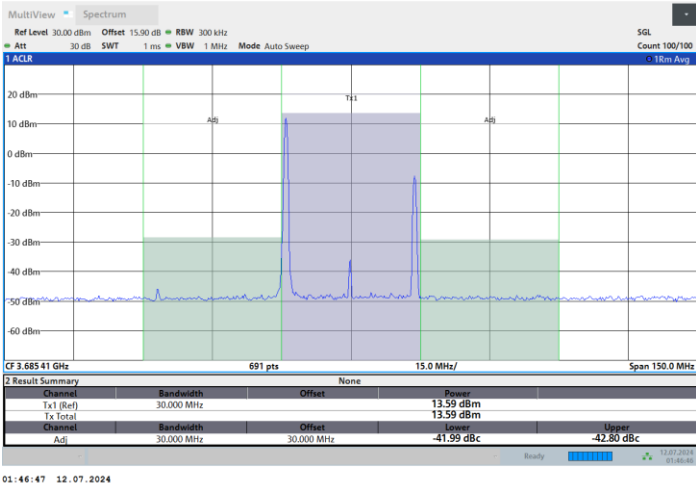 MultiView Spectrum
Ref Level 30.00 dBm Offset 15.90 dB RBW 300 kHz SGL
Att 30 dB SWT 1 ms VBW 1 MHz Mode Auto Sweep Count 100/100
1 ACLR 1Rm Avg
Tx1
20 dBm
Adj Adj
10 dBm
0 dBm
-10 dBm
-20 dBm
-30 dBm
-40 dBm
-50 dBm
-60 dBm
CF 3.68541 GHz 691 pts 15.0 MHz/ Span 150.0 MHz
2 Result Summary None
Channel Bandwidth Offset Power
Tx1 (Ref) 30.000 MHz 13.59 dBm
Tx Total 13.59 dBm
Channel Bandwidth Offset Lower Upper
Adj 30.000 MHz 30.000 MHz -41.99 dBc -42.80 dBc
Ready 12.07.2024
01:46:46
01:46:47 12.07.2024